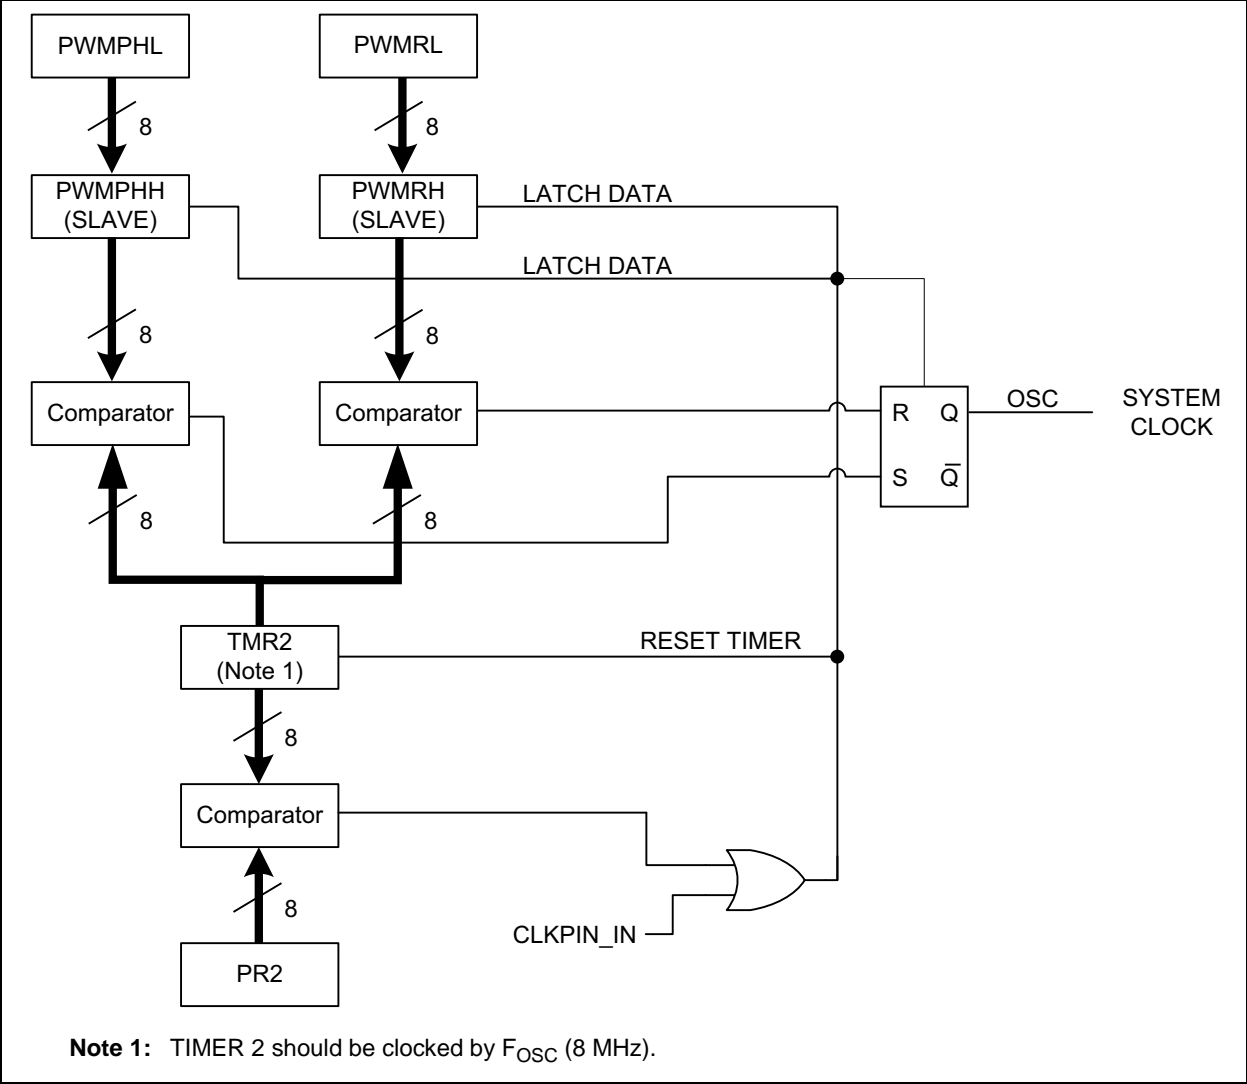 PWMPHL
PWMRL
8
8
PWMPHH
(SLAVE)
PWMRH
(SLAVE)
LATCH DATA
LATCH DATA
8
8
Comparator
Comparator
R Q
S Q̅
OSC
SYSTEM
CLOCK
8
8
TMR2
(Note 1)
RESET TIMER
8
Comparator
8
CLKPIN_IN
PR2
Note 1: TIMER 2 should be clocked by FOSC (8 MHz).